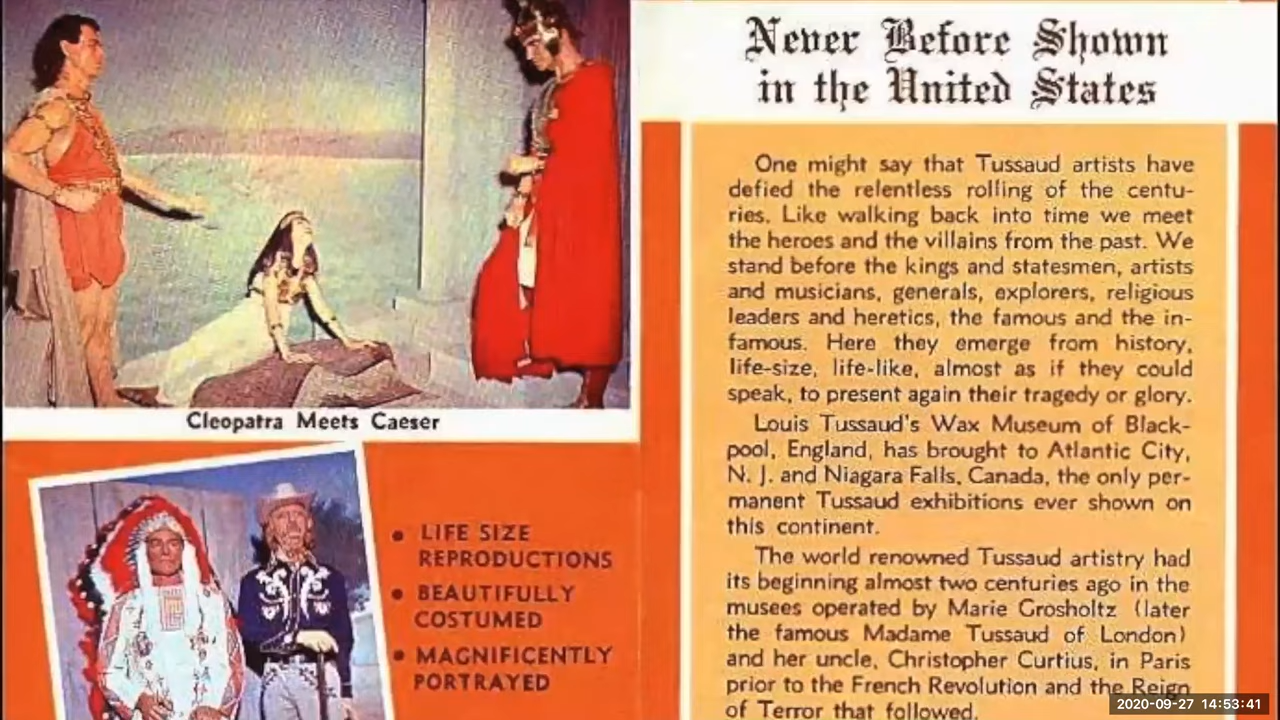 Cleopatra Meets Caeser
• LIFE SIZE
REPRODUCTIONS
• BEAUTIFULLY
COSTUMED
• MAGNIFICENTLY
PORTRAYED
Never Before Shown
in the United States
One might say that Tussaud artists have
defied the relentless rolling of the centu-
ries. Like walking back into time we meet
the heroes and the villains from the past. We
stand before the kings and statesmen, artists
and musicians, generals, explorers, religious
leaders and heretics, the famous and the in-
famous. Here they emerge from history,
life-size, life-like, almost as if they could
speak, to present again their tragedy or glory.
Louis Tussaud's Wax Museum of Black-
pool, England, has brought to Atlantic City,
N. J. and Niagara Falls, Canada, the only per-
manent Tussaud exhibitions ever shown on
this continent.
The world renowned Tussaud artistry had
its beginning almost two centuries ago in the
musees operated by Marie Grosholtz (later
the famous Madame Tussaud of London)
and her uncle, Christopher Curtius, in Paris
prior to the French Revolution and the Reign
of Terror that followed.
2020-09-27 14:53:41